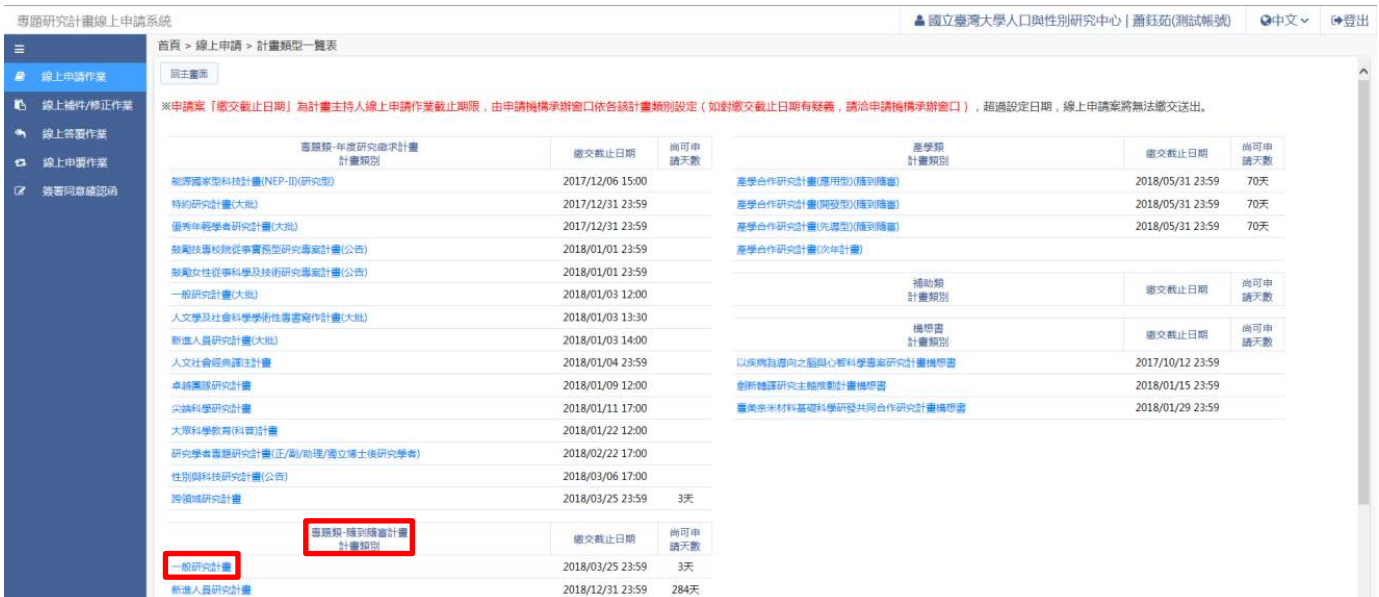 專題研究計畫線上申請系統
國立臺灣大學人口與性別研究中心 | 蕭鈺茹(測試帳號)
中文
登出
首頁 > 線上申請 > 計畫類型一覽表
線上申請作業
線上補件/修正作業
線上答覆作業
線上申覆作業
簽署同意確認函
回主畫面
※申請案「繳交截止日期」為計畫主持人線上申請作業截止期限，由申請機構承辦窗口依各該計畫類別設定（如對繳交截止日期有疑義，請洽申請機構承辦窗口），超過設定日期，線上申請案將無法繳交送出。
專題類-年度研究徵求計畫
計畫類別
繳交截止日期
尚可申
請天數
能源國家型科技計畫(NEP-II)(研究型) 2017/12/06 15:00
特約研究計畫(大批) 2017/12/31 23:59
優秀年輕學者研究計畫(大批) 2017/12/31 23:59
鼓勵技專校院從事實務型研究專案計畫(公告) 2018/01/01 23:59
鼓勵女性從事科學及技術研究專案計畫(公告) 2018/01/01 23:59
一般研究計畫(大批) 2018/01/03 12:00
人文學及社會科學學術性專書寫作計畫(大批) 2018/01/03 13:30
新進人員研究計畫(大批) 2018/01/03 14:00
人文社會經典譯注計畫 2018/01/04 23:59
卓越團隊研究計畫 2018/01/09 12:00
尖端科學研究計畫 2018/01/11 17:00
大眾科學教育(科普)計畫 2018/01/22 12:00
研究學者專題研究計畫(正/副/助理/獨立博士後研究學者) 2018/02/22 17:00
性別與科技研究計畫(公告) 2018/03/06 17:00
跨領域研究計畫 2018/03/25 23:59 3天
專題類-隨到隨審計畫
計畫類別
繳交截止日期
尚可申
請天數
一般研究計畫 2018/03/25 23:59 3天
新進人員研究計畫 2018/12/31 23:59 284天
產學類
計畫類別
繳交截止日期
尚可申
請天數
產學合作研究計畫(應用型)(隨到隨審) 2018/05/31 23:59 70天
產學合作研究計畫(開發型)(隨到隨審) 2018/05/31 23:59 70天
產學合作研究計畫(先導型)(隨到隨審) 2018/05/31 23:59 70天
產學合作研究計畫(次年計畫)
補助類
計畫類別
繳交截止日期
尚可申
請天數
構想書
計畫類別
繳交截止日期
尚可申
請天數
以疾病為導向之腦與心智科學專案研究計畫構想書 2017/10/12 23:59
創新轉譯研究主軸推動計畫構想書 2018/01/15 23:59
臺美奈米材料基礎科學研發共同合作研究計畫構想書 2018/01/29 23:59